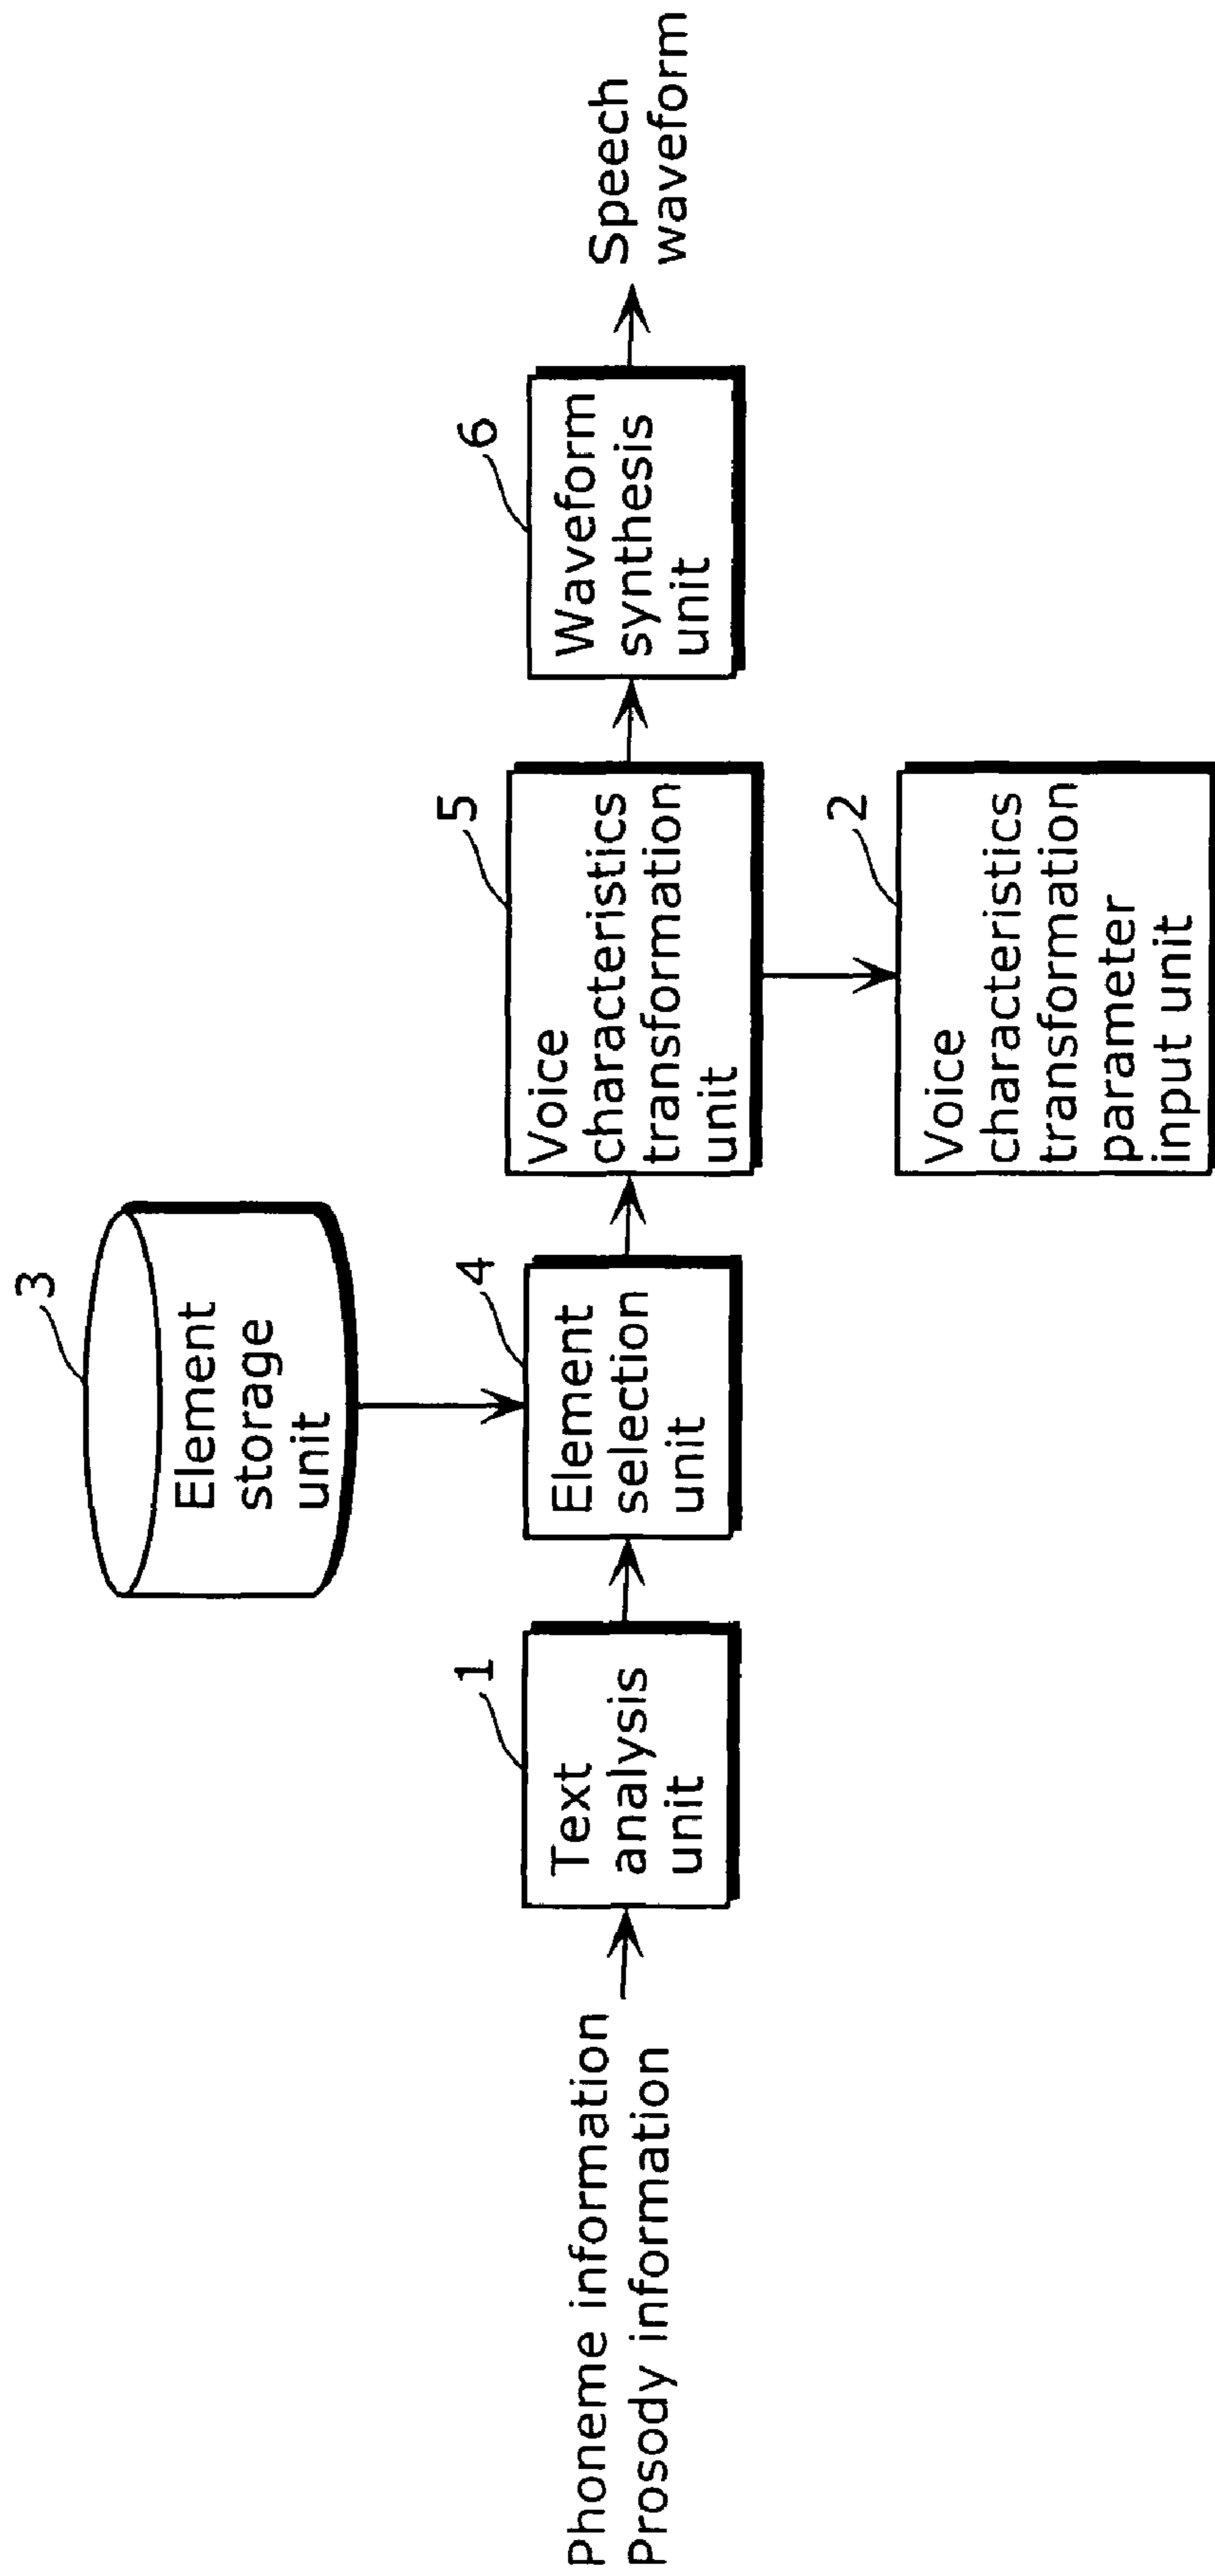 3
Element
storage
unit
Phoneme information
Prosody information
1
Text
analysis
unit
4
Element
selection
unit
5
Voice
characteristics
transformation
unit
6
Waveform
synthesis
unit
Speech
waveform
2
Voice
characteristics
transformation
parameter
input unit